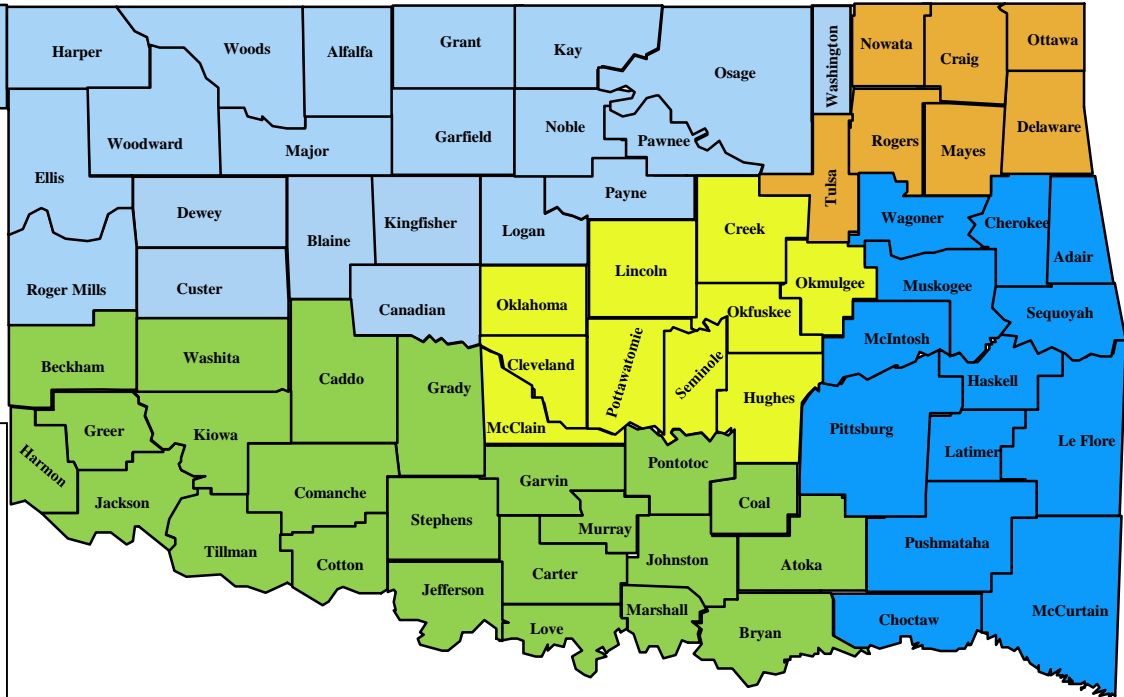 Harper
Woods
Alfalfa
Grant
Kay
Osage
Washington
Nowata
Craig
Ottawa
Ellis
Woodward
Major
Garfield
Noble
Pawnee
Rogers
Mayes
Delaware
Dewey
Blaine
Kingfisher
Logan
Payne
Creek
Tulsa
Wagoner
Cherokee
Adair
Roger Mills
Custer
Canadian
Oklahoma
Lincoln
Okmulgee
Okfuskee
Muskogee
Sequoyah
Beckham
Washita
Caddo
Grady
Cleveland
McClain
Pottawatomie
Seminole
Hughes
McIntosh
Haskell
Pittsburg
Latimer
Le Flore
Harmon
Greer
Kiowa
Jackson
Comanche
Tillman
Cotton
Stephens
Jefferson
Garvin
Murray
Carter
Love
Pontotoc
Johnston
Marshall
Coal
Atoka
Bryan
Pushmataha
Choctaw
McCurtain